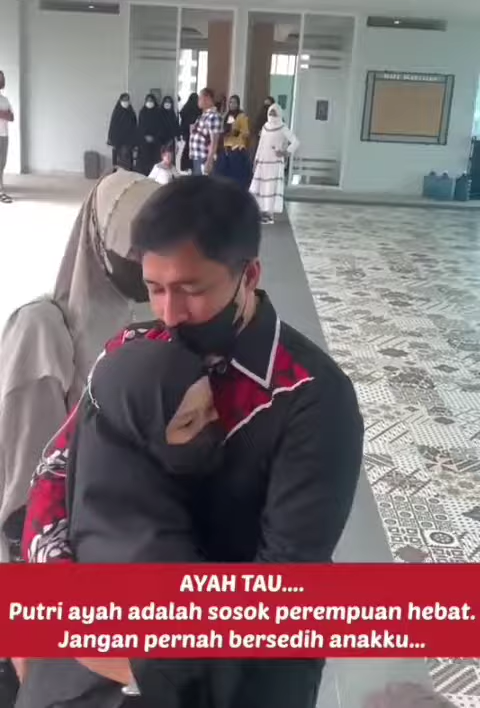 AYAH TAU....
Putri ayah adalah sosok perempuan hebat.
Jangan pernah bersedih anakku...